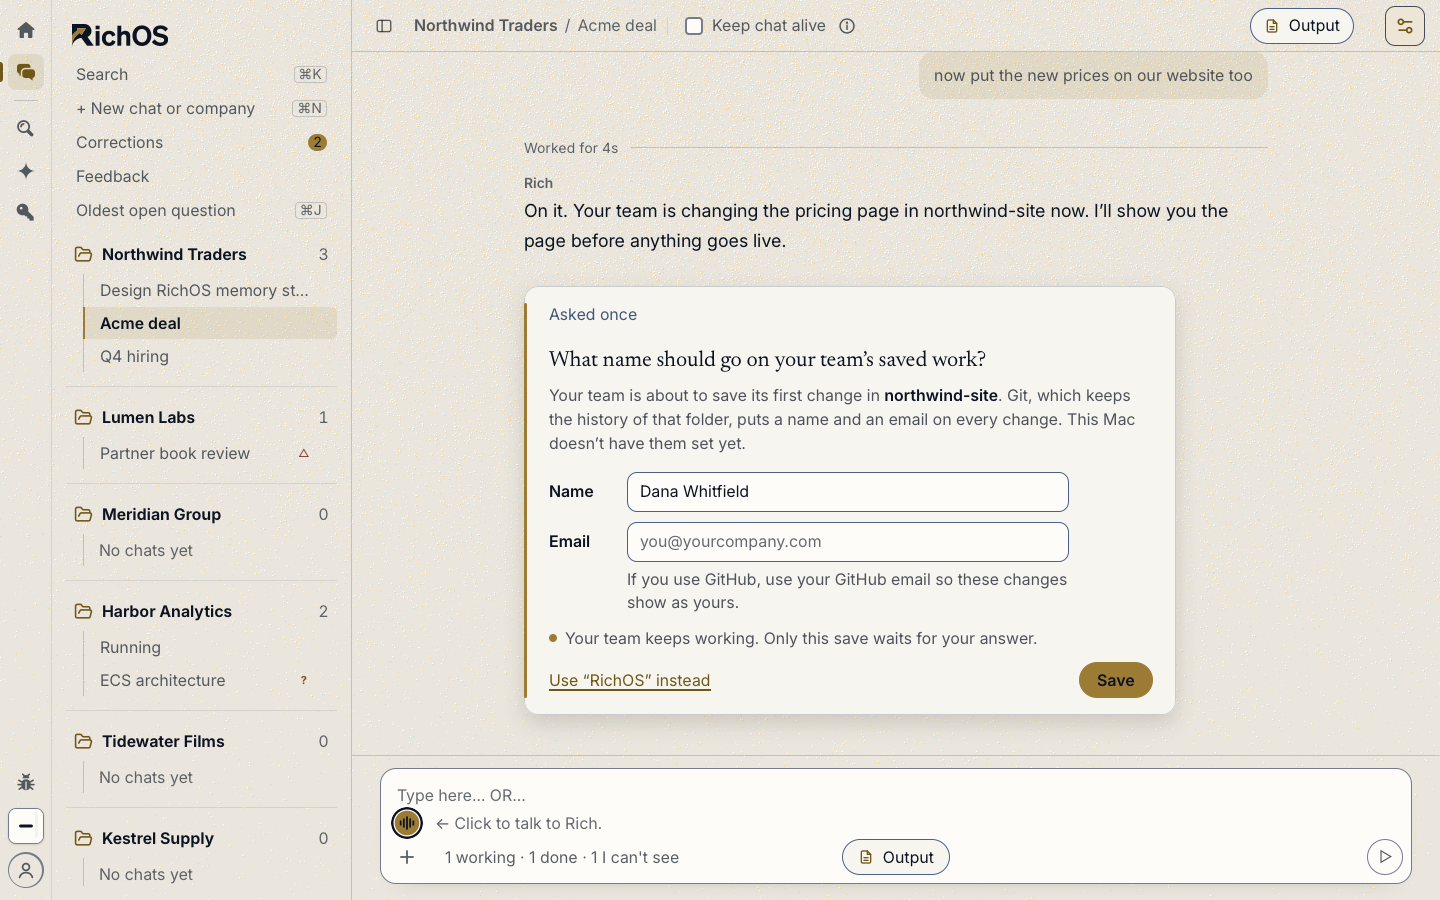 RichOS
Search ⌘K
+ New chat or company ⌘N
Corrections 2
Feedback
Oldest open question ⌘J
Northwind Traders 3
Design RichOS memory st...
Acme deal
Q4 hiring
Lumen Labs 1
Partner book review
Meridian Group 0
No chats yet
Harbor Analytics 2
Running
ECS architecture ?
Tidewater Films 0
No chats yet
Kestrel Supply 0
No chats yet
Northwind Traders / Acme deal
Keep chat alive
Output
now put the new prices on our website too
Worked for 4s
Rich
On it. Your team is changing the pricing page in northwind-site now. I’ll show you the
page before anything goes live.
Asked once
What name should go on your team’s saved work?
Your team is about to save its first change in northwind-site. Git, which keeps
the history of that folder, puts a name and an email on every change. This Mac
doesn’t have them set yet.
Name Dana Whitfield
Email you@yourcompany.com
If you use GitHub, use your GitHub email so these changes
show as yours.
Your team keeps working. Only this save waits for your answer.
Use “RichOS” instead
Save
Type here... OR...
← Click to talk to Rich.
1 working · 1 done · 1 I can't see
Output